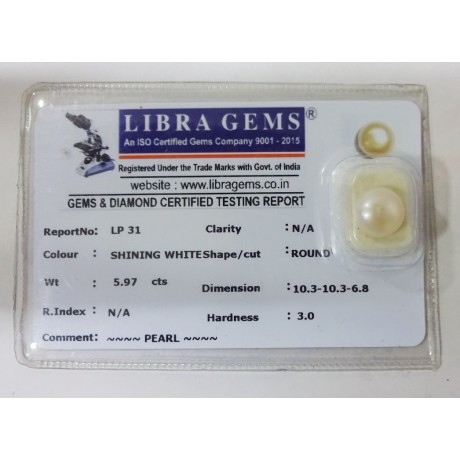 LIBRA GEMS ®
An ISO Certified Gems Company 9001 - 2015
Registered Under the Trade Marks with Govt. of India
website : www.libragems.co.in
GEMS & DIAMOND CERTIFIED TESTING REPORT
ReportNo: LP 31 Clarity : N/A
Colour : SHINING WHITE Shape/cut : ROUND
Wt : 5.97 cts Dimension : 10.3-10.3-6.8
R.Index : N/A Hardness : 3.0
Comment: ~~~~ PEARL ~~~~